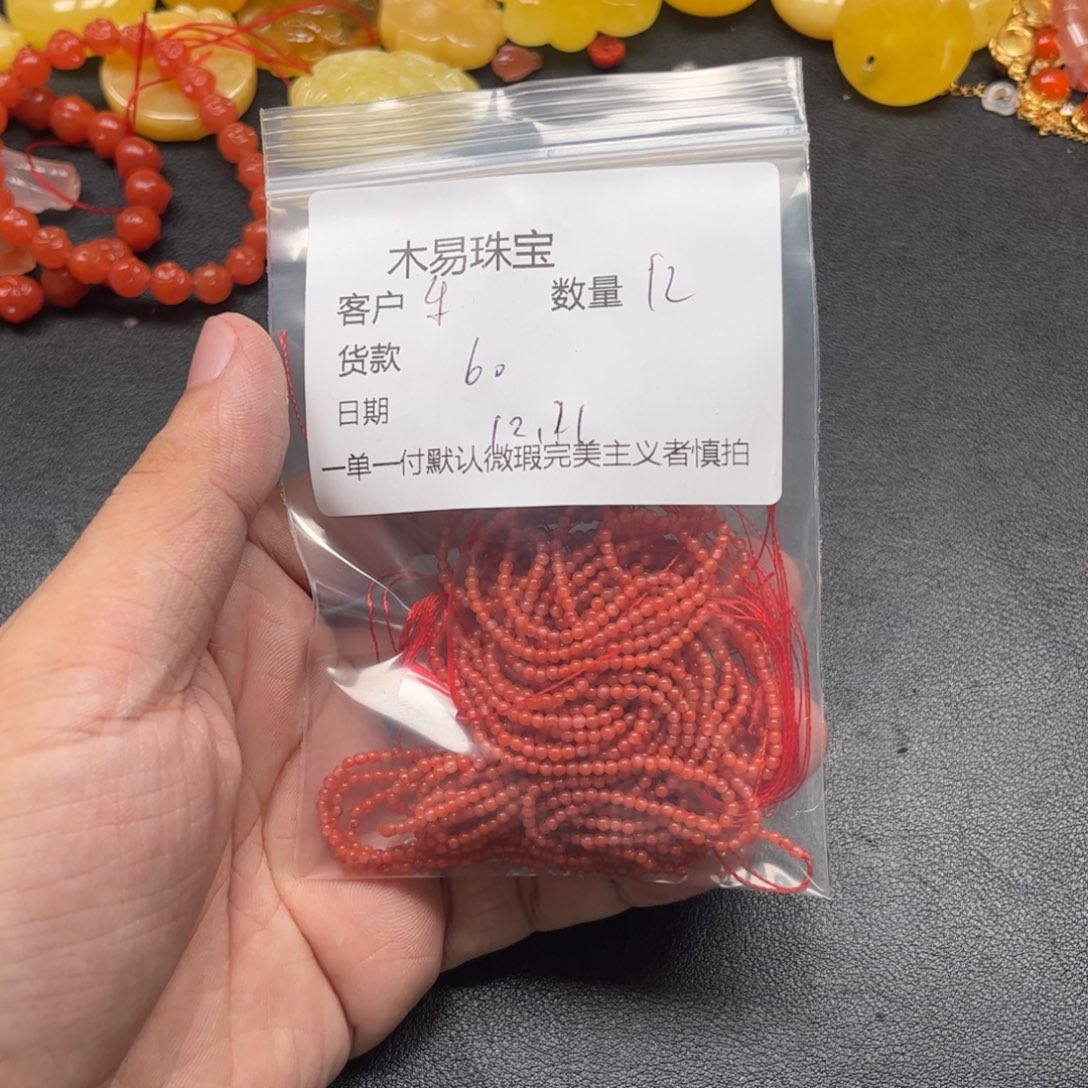 木易珠宝
客户 数量 12
货款 60
日期 12.21
一单一付默认微瑕完美主义者慎拍